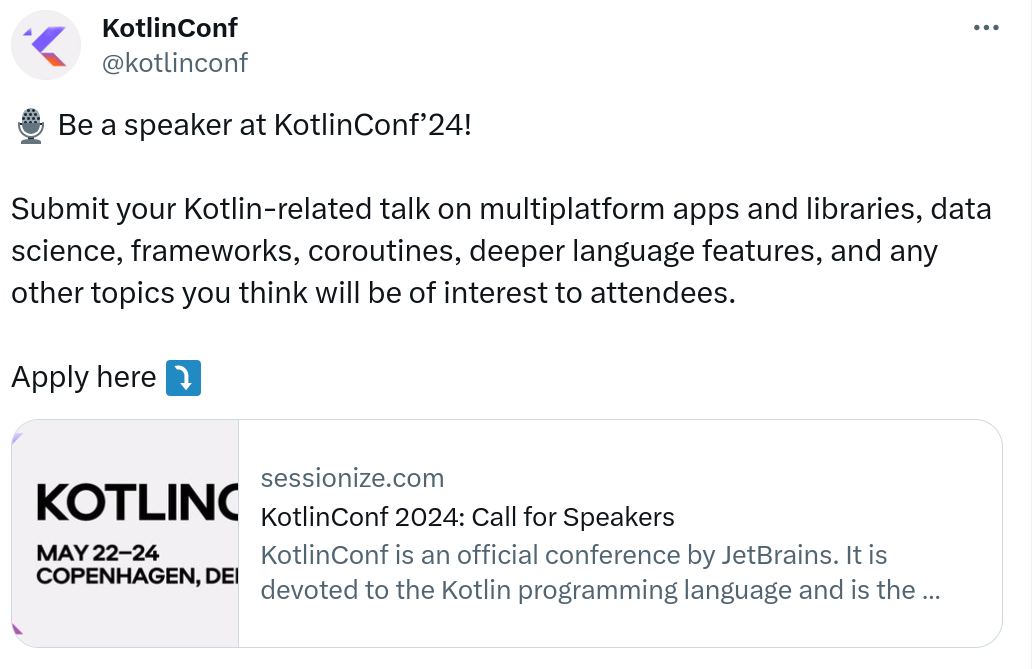 KotlinConf
@kotlinconf
Be a speaker at KotlinConf’24!
Submit your Kotlin-related talk on multiplatform apps and libraries, data
science, frameworks, coroutines, deeper language features, and any
other topics you think will be of interest to attendees.
Apply here
KOTLINC
MAY 22–24
COPENHAGEN, DE
sessionize.com
KotlinConf 2024: Call for Speakers
KotlinConf is an official conference by JetBrains. It is
devoted to the Kotlin programming language and is the ...